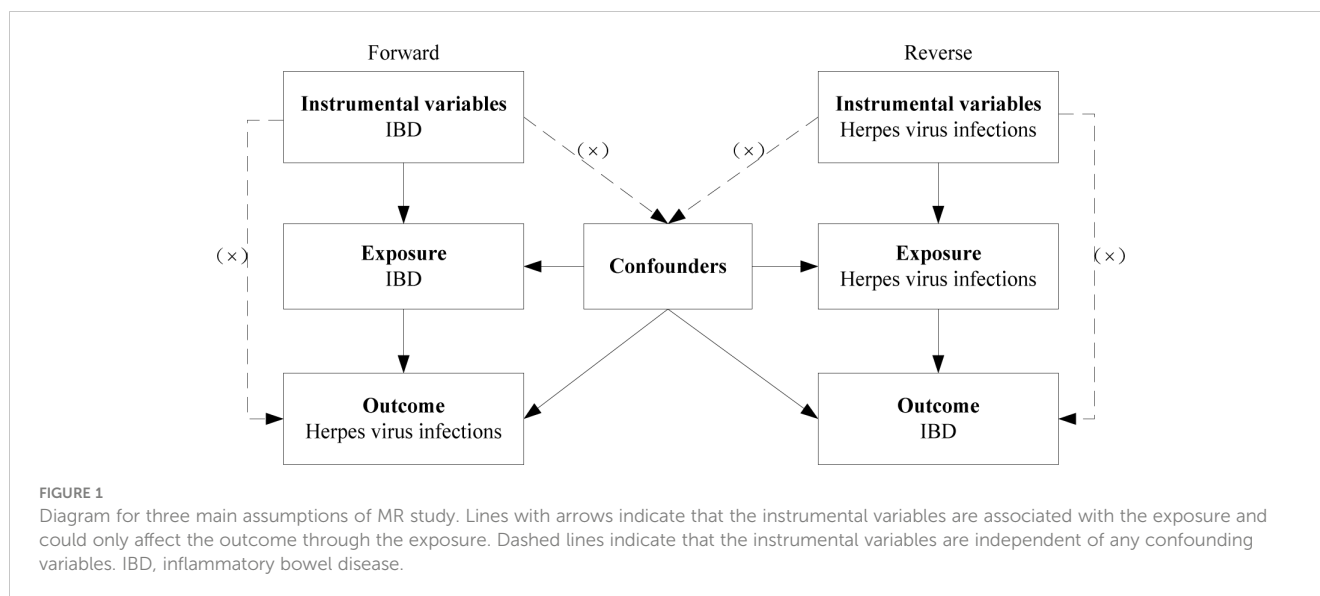 Forward
Reverse
Instrumental variables
IBD
Instrumental variables
Herpes virus infections
(×)
(×)
(×)
Exposure
IBD
Confounders
Exposure
Herpes virus infections
(×)
Outcome
Herpes virus infections
Outcome
IBD
FIGURE 1
Diagram for three main assumptions of MR study. Lines with arrows indicate that the instrumental variables are associated with the exposure and
could only affect the outcome through the exposure. Dashed lines indicate that the instrumental variables are independent of any confounding
variables. IBD, inflammatory bowel disease.